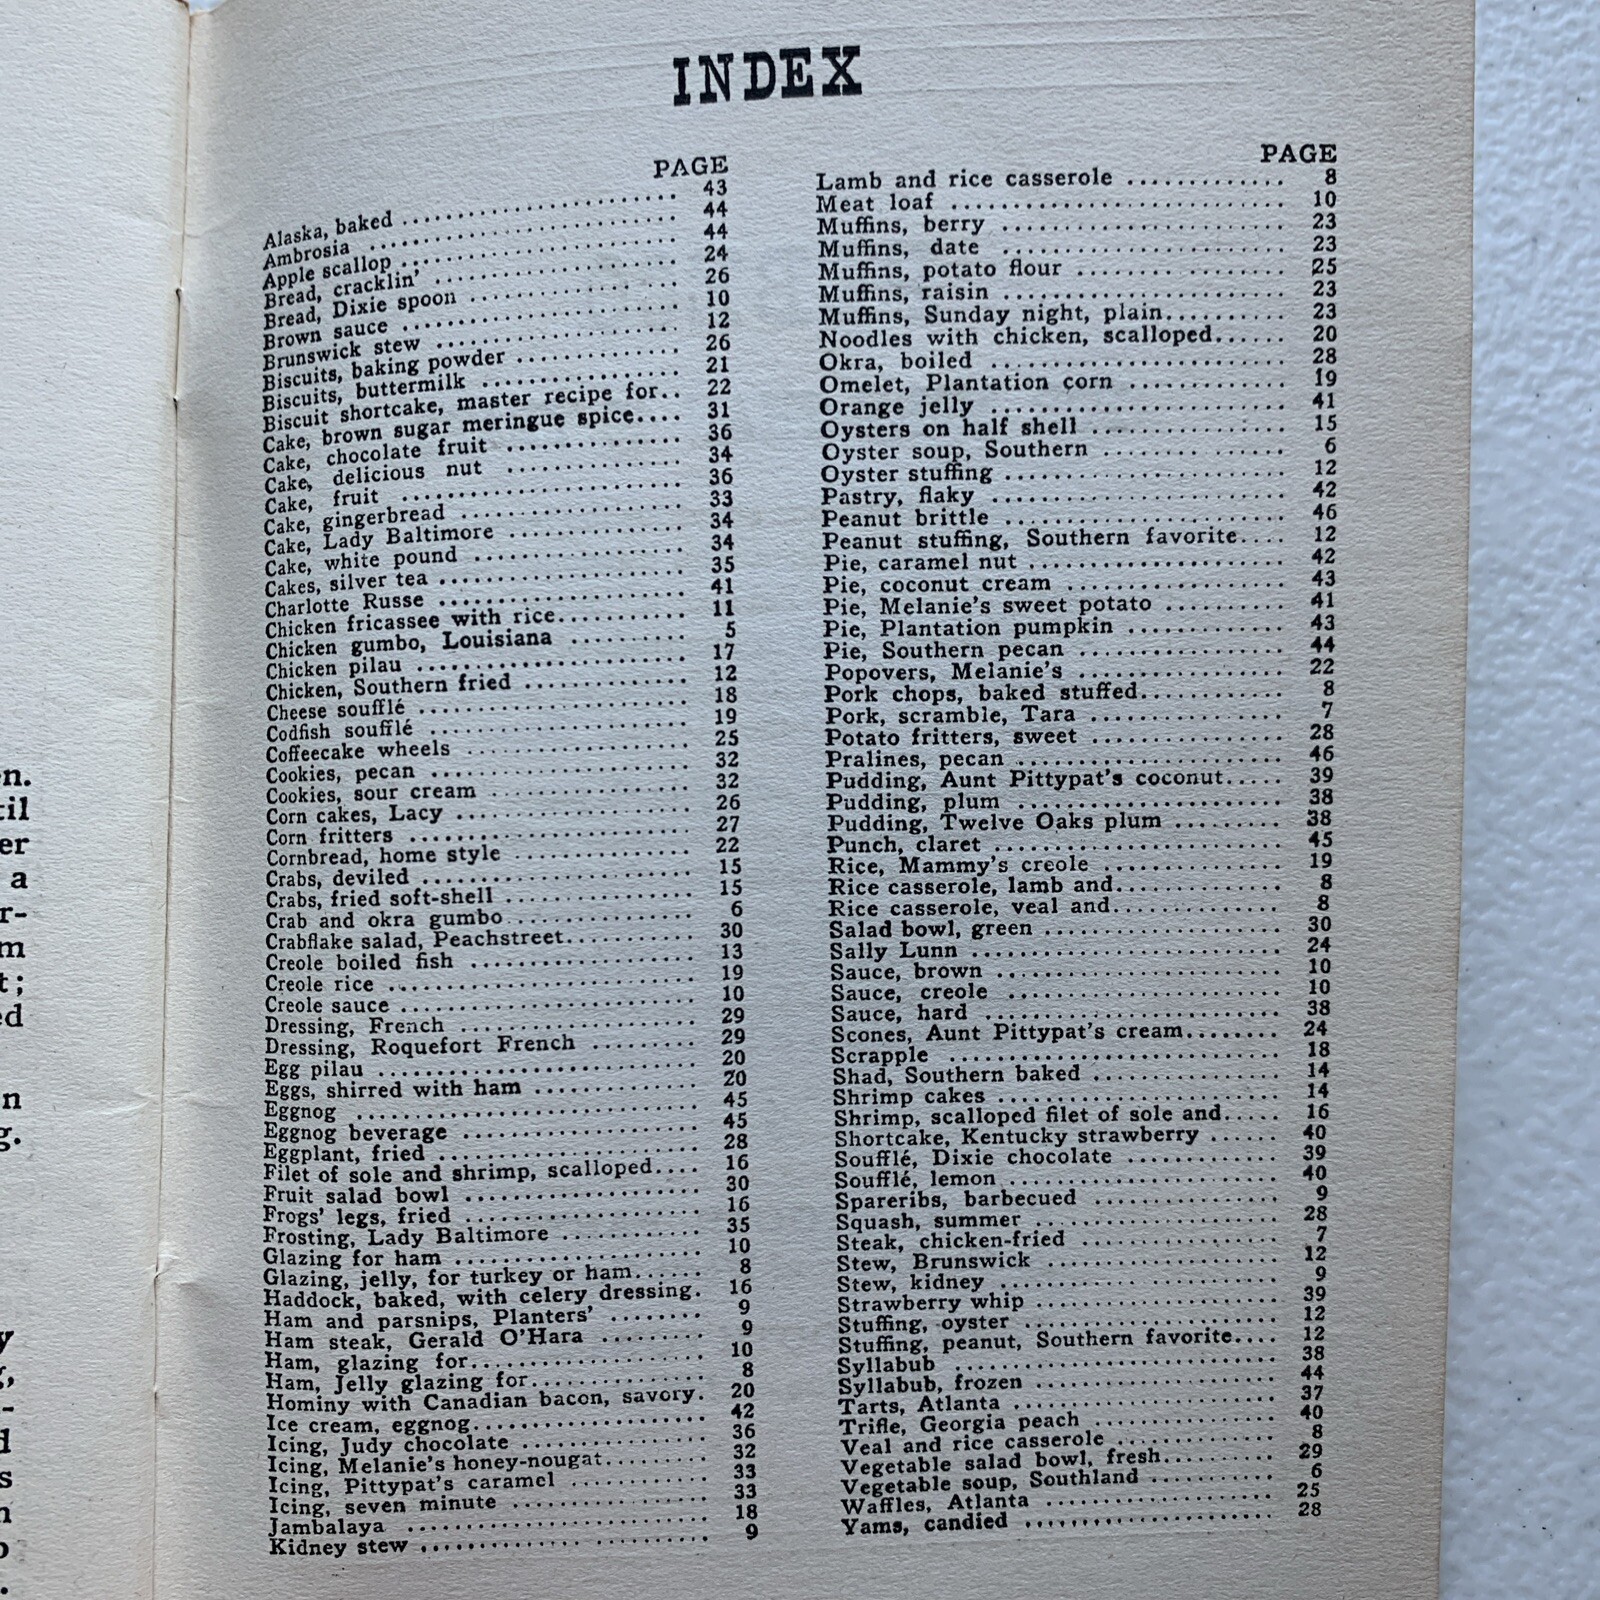 n.
til
er
a
r-
m
t;
ed
n
g.
y
g,
-
d
s
n
o
.
INDEX
PAGE
Alaska, baked ........ 43
Ambrosia ........ 44
Apple scallop ........ 44
Bread, cracklin' ........ 24
Bread, Dixie spoon ........ 26
Brown sauce ........ 10
Brunswick stew ........ 12
Biscuits, baking powder ........ 26
Biscuits, buttermilk ........ 21
Biscuit shortcake, master recipe for.. 22
Cake, brown sugar meringue spice.... 31
Cake, chocolate fruit ........ 36
Cake, delicious nut ........ 34
Cake, fruit ........ 36
Cake, gingerbread ........ 33
Cake, Lady Baltimore ........ 34
Cake, white pound ........ 34
Cakes, silver tea ........ 35
Charlotte Russe ........ 41
Chicken fricassee with rice........ 11
Chicken gumbo, Louisiana ........ 5
Chicken pilau ........ 17
Chicken, Southern fried ........ 12
Cheese soufflé ........ 18
Codfish soufflé ........ 19
Coffeecake wheels ........ 25
Cookies, pecan ........ 32
Cookies, sour cream ........ 32
Corn cakes, Lacy ........ 26
Corn fritters ........ 27
Cornbread, home style ........ 22
Crabs, deviled ........ 15
Crabs, fried soft-shell ........ 15
Crab and okra gumbo ........ 6
Crabflake salad, Peachstreet........ 30
Creole boiled fish ........ 13
Creole rice ........ 19
Creole sauce ........ 10
Dressing, French ........ 29
Dressing, Roquefort French ........ 29
Egg pilau ........ 20
Eggs, shirred with ham ........ 20
Eggnog ........ 45
Eggnog beverage ........ 45
Eggplant, fried ........ 28
Filet of sole and shrimp, scalloped.... 16
Fruit salad bowl ........ 30
Frogs' legs, fried ........ 16
Frosting, Lady Baltimore ........ 35
Glazing for ham ........ 10
Glazing, jelly, for turkey or ham...... 8
Haddock, baked, with celery dressing. 16
Ham and parsnips, Planters' ........ 9
Ham steak, Gerald O'Hara ........ 9
Ham, glazing for........ 10
Ham, Jelly glazing for........ 8
Hominy with Canadian bacon, savory. 20
Ice cream, eggnog........ 42
Icing, Judy chocolate ........ 36
Icing, Melanie's honey-nougat........ 32
Icing, Pittypat's caramel ........ 33
Icing, seven minute ........ 33
Jambalaya ........ 18
Kidney stew ........ 9
PAGE
Lamb and rice casserole ........ 8
Meat loaf ........ 10
Muffins, berry ........ 23
Muffins, date ........ 23
Muffins, potato flour ........ 25
Muffins, raisin ........ 23
Muffins, Sunday night, plain........ 23
Noodles with chicken, scalloped...... 20
Okra, boiled ........ 28
Omelet, Plantation corn ........ 19
Orange jelly ........ 41
Oysters on half shell ........ 15
Oyster soup, Southern ........ 6
Oyster stuffing ........ 12
Pastry, flaky ........ 42
Peanut brittle ........ 46
Peanut stuffing, Southern favorite.... 12
Pie, caramel nut ........ 42
Pie, coconut cream ........ 43
Pie, Melanie's sweet potato ........ 41
Pie, Plantation pumpkin ........ 43
Pie, Southern pecan ........ 44
Popovers, Melanie's ........ 22
Pork chops, baked stuffed........ 8
Pork, scramble, Tara ........ 7
Potato fritters, sweet ........ 28
Pralines, pecan ........ 46
Pudding, Aunt Pittypat's coconut..... 39
Pudding, plum ........ 38
Pudding, Twelve Oaks plum ........ 38
Punch, claret ........ 45
Rice, Mammy's creole ........ 19
Rice casserole, lamb and........ 8
Rice casserole, veal and........ 8
Salad bowl, green ........ 30
Sally Lunn ........ 24
Sauce, brown ........ 10
Sauce, creole ........ 10
Sauce, hard ........ 38
Scones, Aunt Pittypat's cream........ 24
Scrapple ........ 18
Shad, Southern baked ........ 14
Shrimp cakes ........ 14
Shrimp, scalloped filet of sole and..... 16
Shortcake, Kentucky strawberry ...... 40
Soufflé, Dixie chocolate ........ 39
Soufflé, lemon ........ 40
Spareribs, barbecued ........ 9
Squash, summer ........ 28
Steak, chicken-fried ........ 7
Stew, Brunswick ........ 12
Stew, kidney ........ 9
Strawberry whip ........ 39
Stuffing, oyster ........ 12
Stuffing, peanut, Southern favorite.... 12
Syllabub ........ 38
Syllabub, frozen ........ 44
Tarts, Atlanta ........ 37
Trifle, Georgia peach ........ 40
Veal and rice casserole ........ 8
Vegetable salad bowl, fresh........ 29
Vegetable soup, Southland ........ 6
Waffles, Atlanta ........ 25
Yams, candied ........ 28